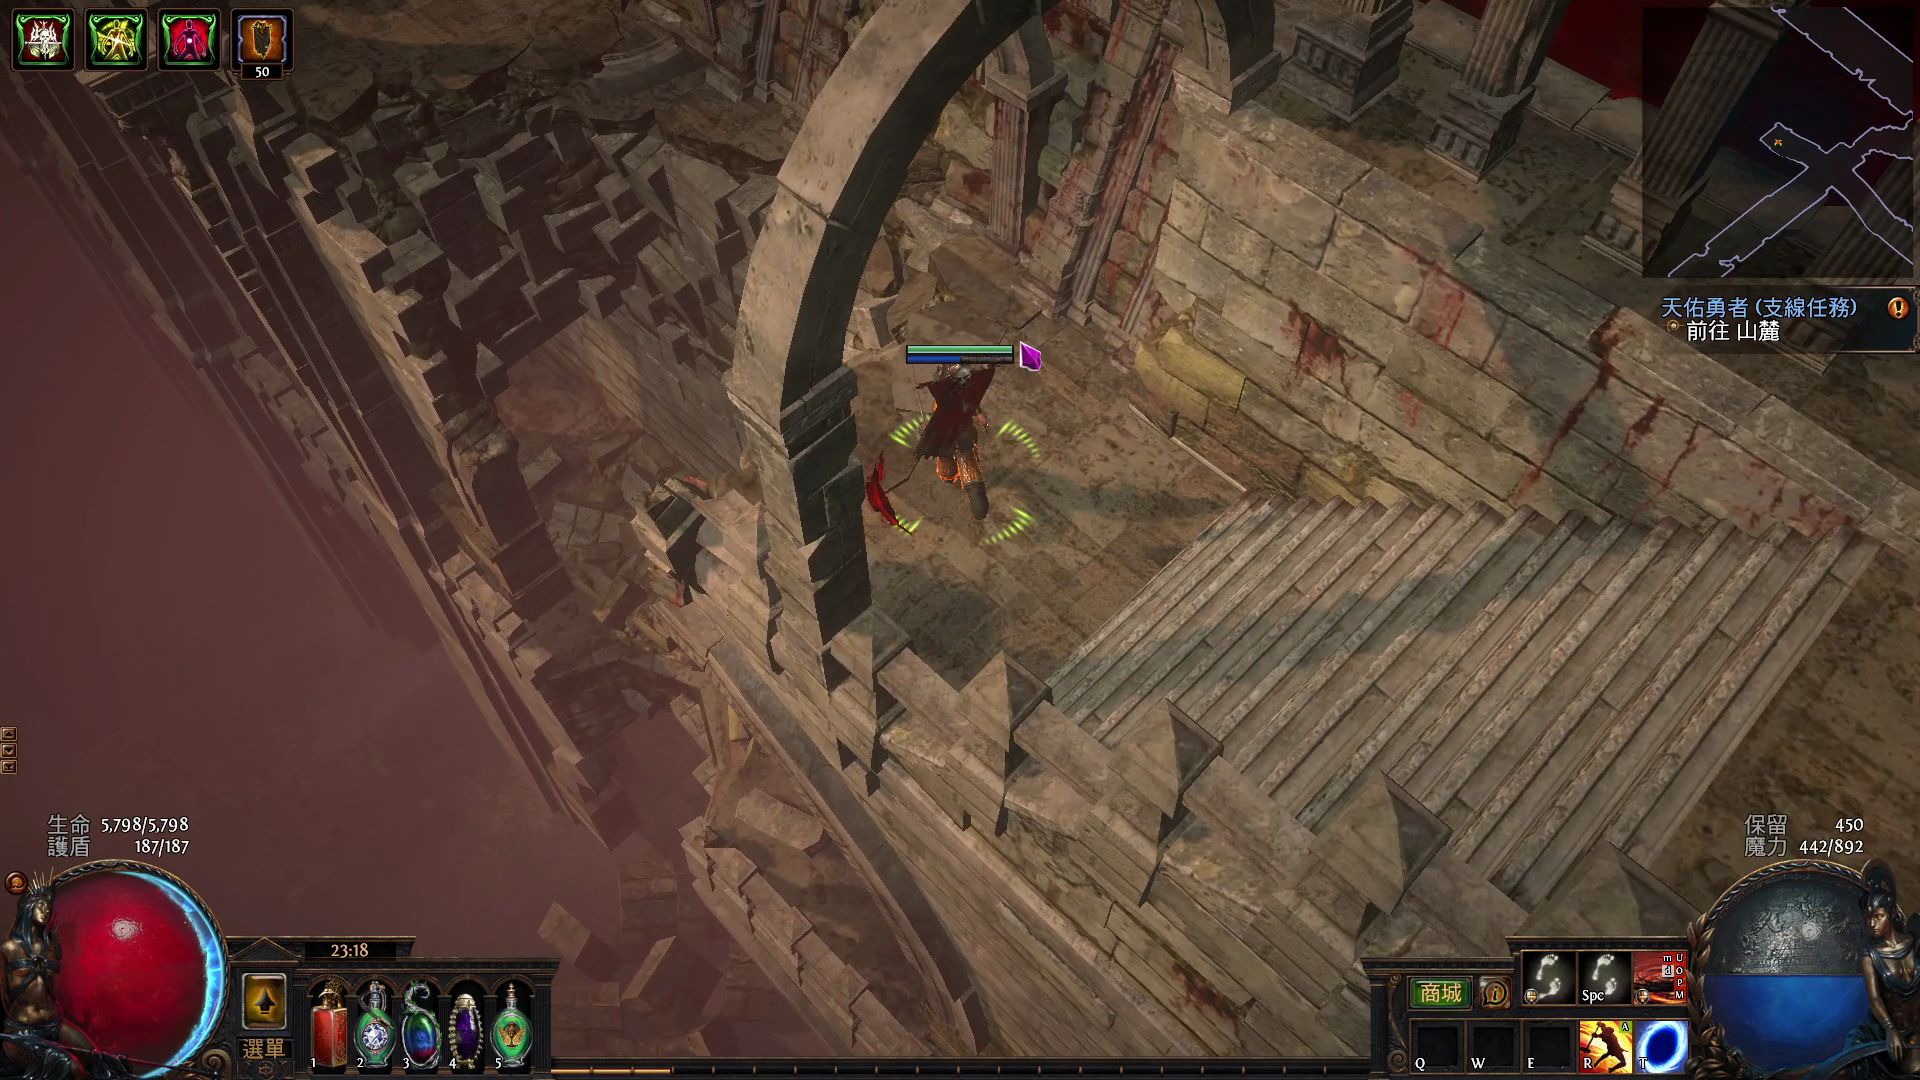 50
天佑勇者 (支線任務)
前往 山麓
生命 5,798/5,798
護盾 187/187
保留 450
魔力 442/892
23:18
選單
1 2 3 4 5
商城
Spc
m U
d O
P
M
Q W E R A T